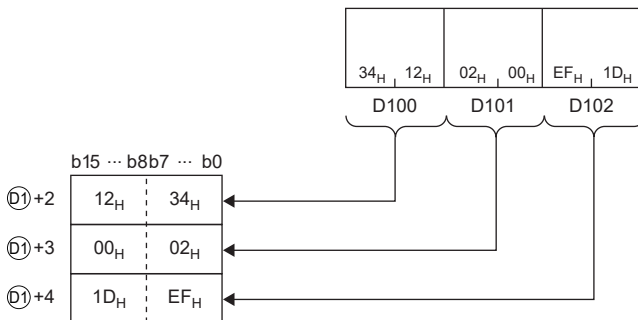 34H 12H 02H 00H EFH 1DH
D100 D101 D102
b15 ··· b8b7 ··· b0
D1+2 12H 34H
D1+3 00H 02H
D1+4 1DH EFH